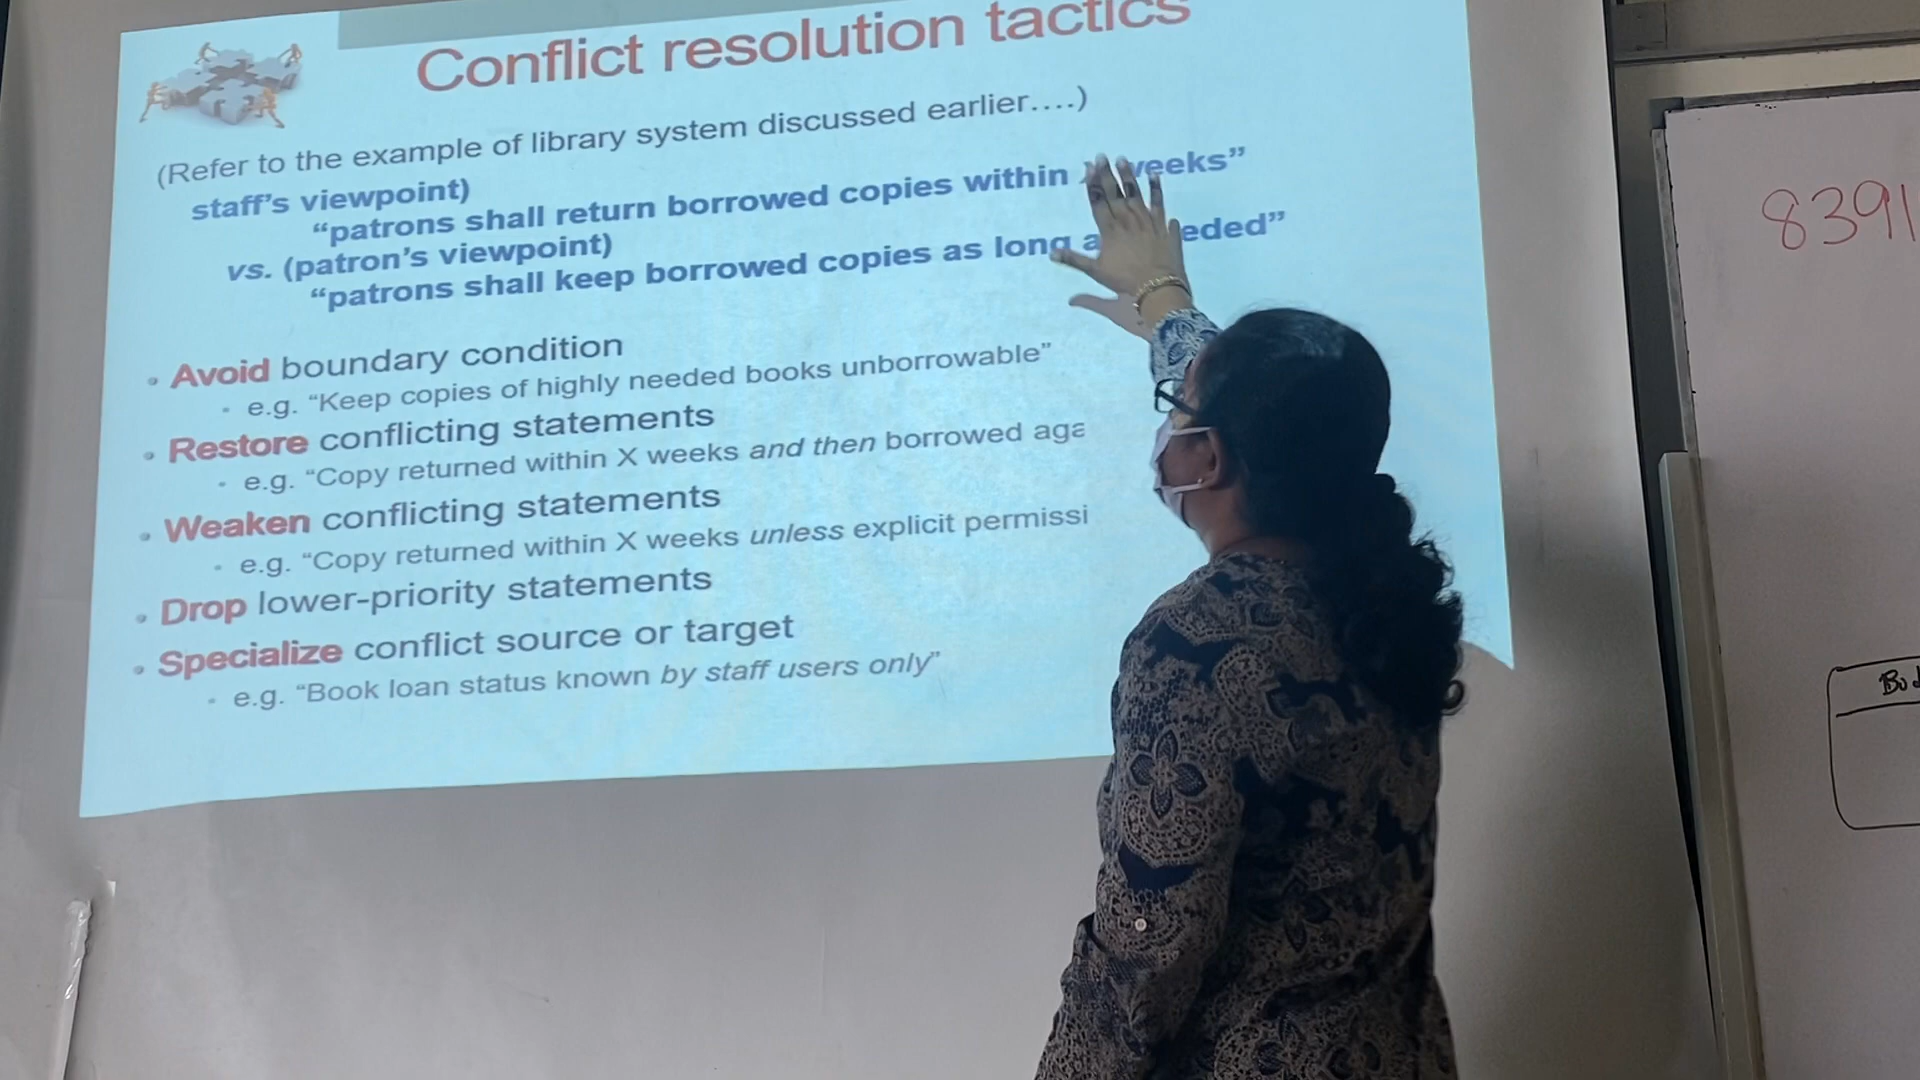 Conflict resolution tactics
(Refer to the example of library system discussed earlier....)
staff's viewpoint)
“patrons shall return borrowed copies within weeks”
vs. (patron's viewpoint)
“patrons shall keep borrowed copies as long eded”
• Avoid boundary condition
• e.g. “Keep copies of highly needed books unborrowable”
• Restore conflicting statements
• e.g. “Copy returned within X weeks and then borrowed aga
• Weaken conflicting statements
• e.g. “Copy returned within X weeks unless explicit permissi
• Drop lower-priority statements
• Specialize conflict source or target
• e.g. “Book loan status known by staff users only”
8391